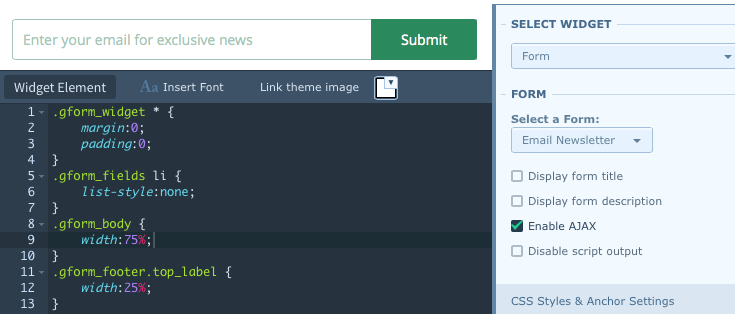 Enter your email for exclusive news
Submit
Widget Element
Aa Insert Font
Link theme image
1 .gform_widget * {
2 margin:0;
3 padding:0;
4 }
5 .gform_fields li {
6 list-style:none;
7 }
8 .gform_body {
9 width:75%;
10 }
11 .gform_footer.top_label {
12 width:25%;
13 }
SELECT WIDGET
Form
FORM
Select a Form:
Email Newsletter
Display form title
Display form description
Enable AJAX
Disable script output
CSS Styles & Anchor Settings